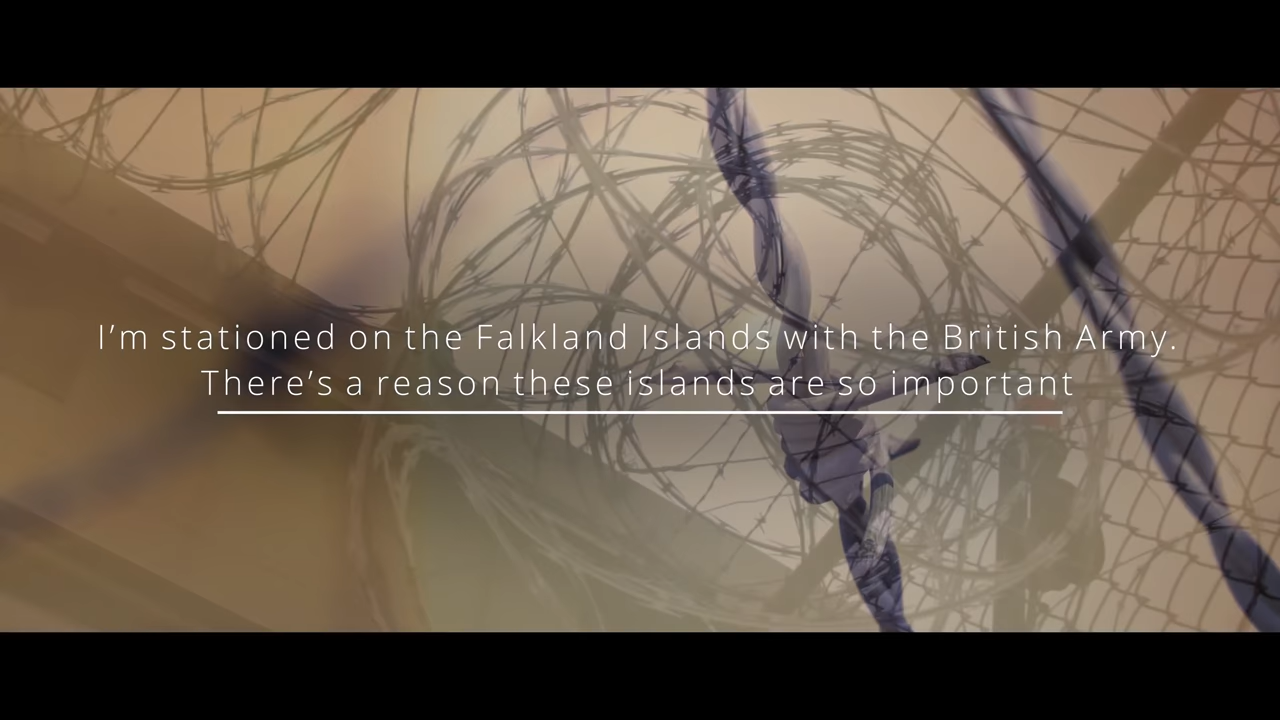 I’m stationed on the Falkland Islands with the British Army.
There’s a reason these islands are so important